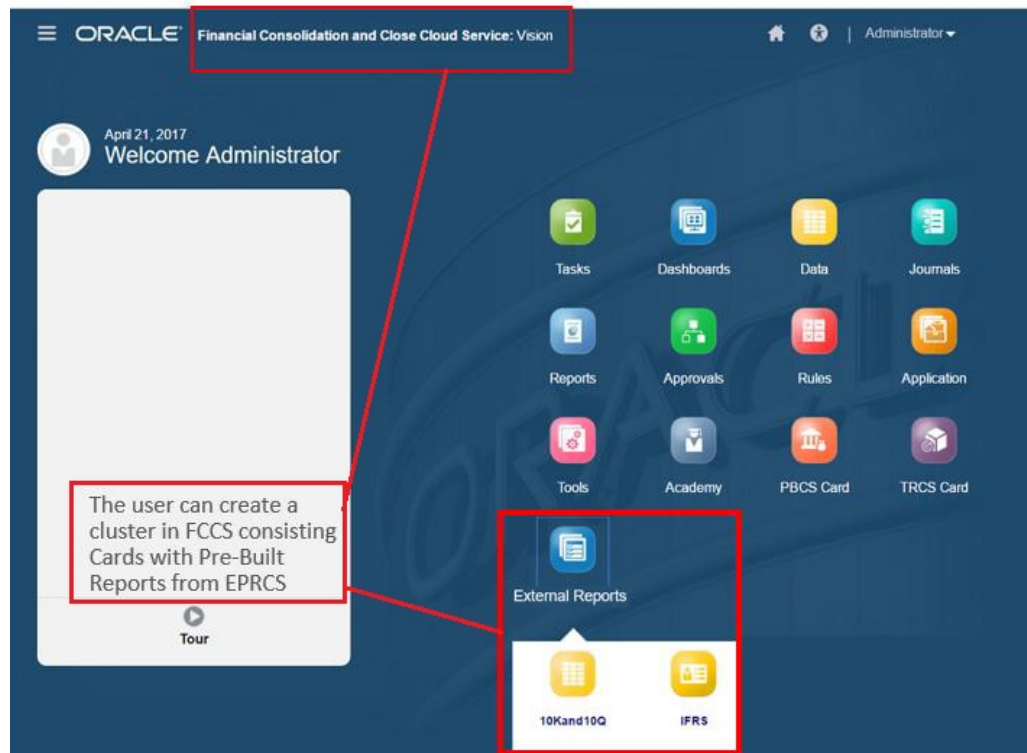 ORACLE Financial Consolidation and Close Cloud Service: Vision Administrator
April 21, 2017
Welcome Administrator
Tasks Dashboards Data Journals
Reports Approvals Rules Application
Tools Academy PBCS Card TRCS Card
The user can create a
cluster in FCCS consisting
Cards with Pre-Built
Reports from EPRCS
Tour
External Reports
10Kand10Q IFRS